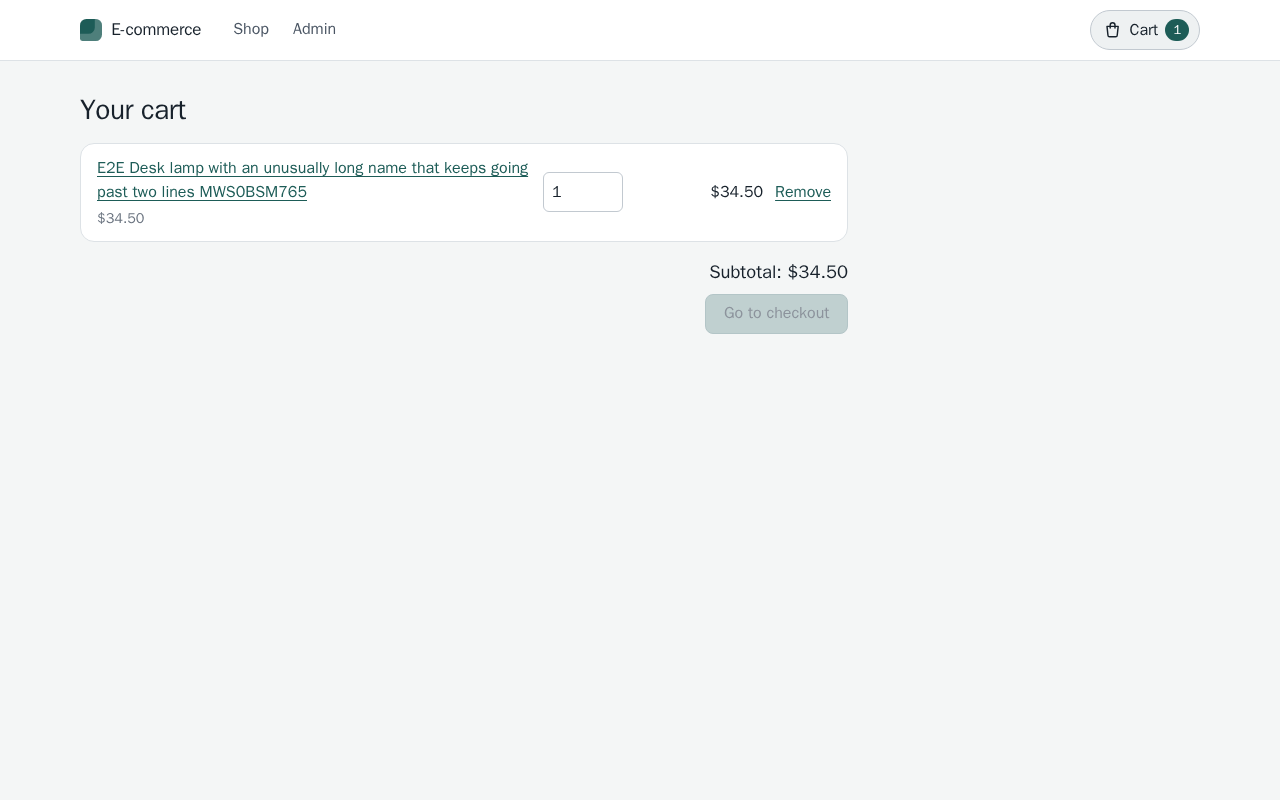 E-commerce
Shop
Admin
Cart 1
Your cart
E2E Desk lamp with an unusually long name that keeps going
past two lines MWS0BSM765
$34.50
1
$34.50
Remove
Subtotal: $34.50
Go to checkout